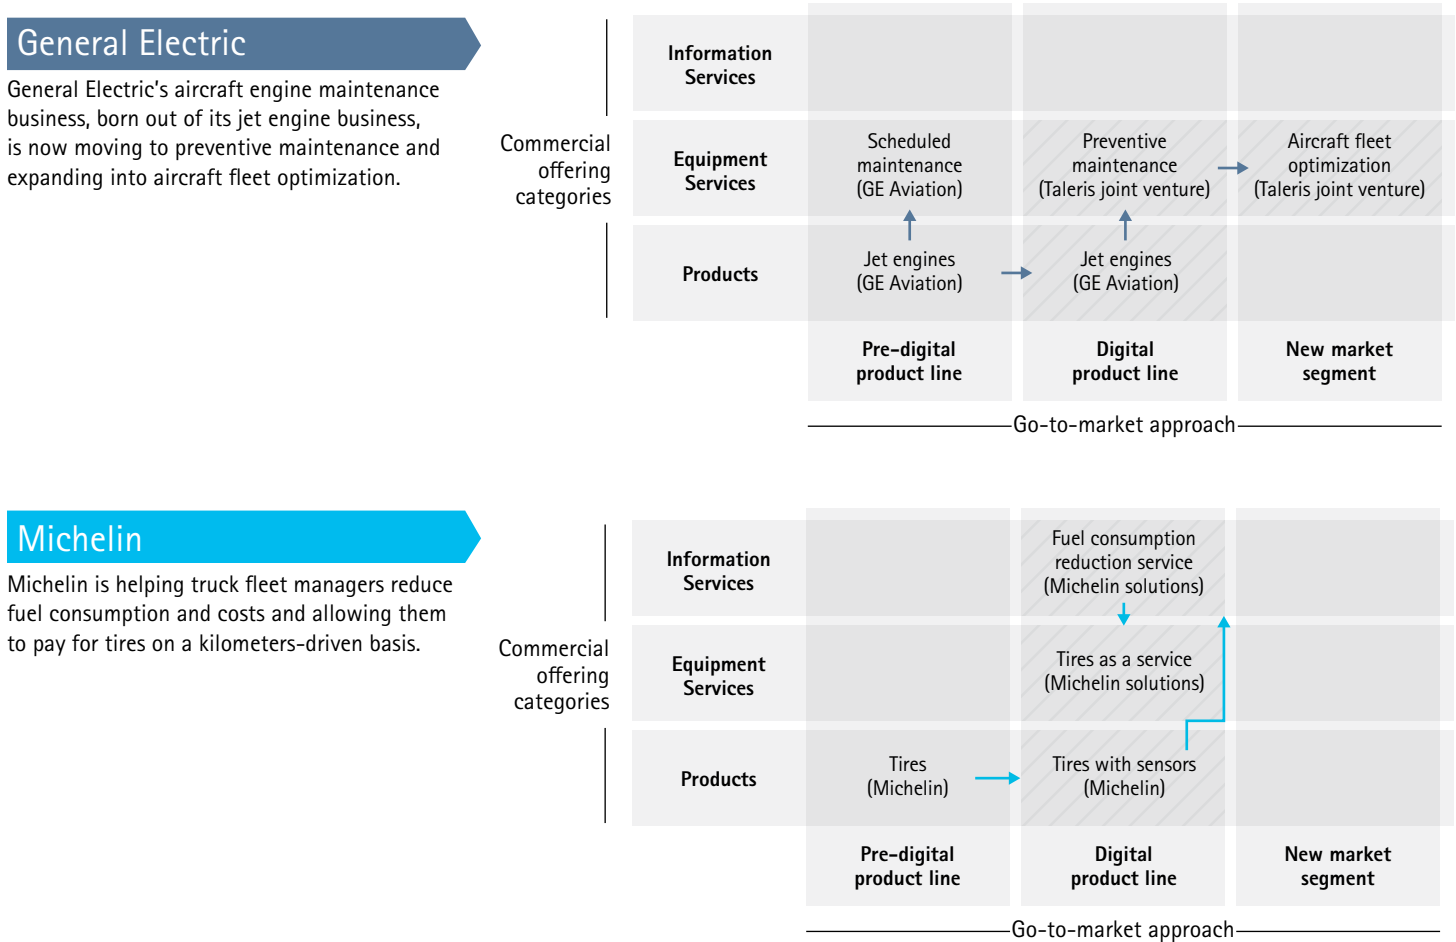 General Electric
General Electric's aircraft engine maintenance
business, born out of its jet engine business,
is now moving to preventive maintenance and
expanding into aircraft fleet optimization.
Commercial
offering
categories
Information
Services
Equipment
Services
Scheduled
maintenance
(GE Aviation)
Preventive
maintenance
(Taleris joint venture)
Aircraft fleet
optimization
(Taleris joint venture)
Products
Jet engines
(GE Aviation)
Jet engines
(GE Aviation)
Pre-digital
product line
Digital
product line
New market
segment
Go-to-market approach
Michelin
Michelin is helping truck fleet managers reduce
fuel consumption and costs and allowing them
to pay for tires on a kilometers-driven basis.
Commercial
offering
categories
Information
Services
Fuel consumption
reduction service
(Michelin solutions)
Equipment
Services
Tires as a service
(Michelin solutions)
Products
Tires
(Michelin)
Tires with sensors
(Michelin)
Pre-digital
product line
Digital
product line
New market
segment
Go-to-market approach